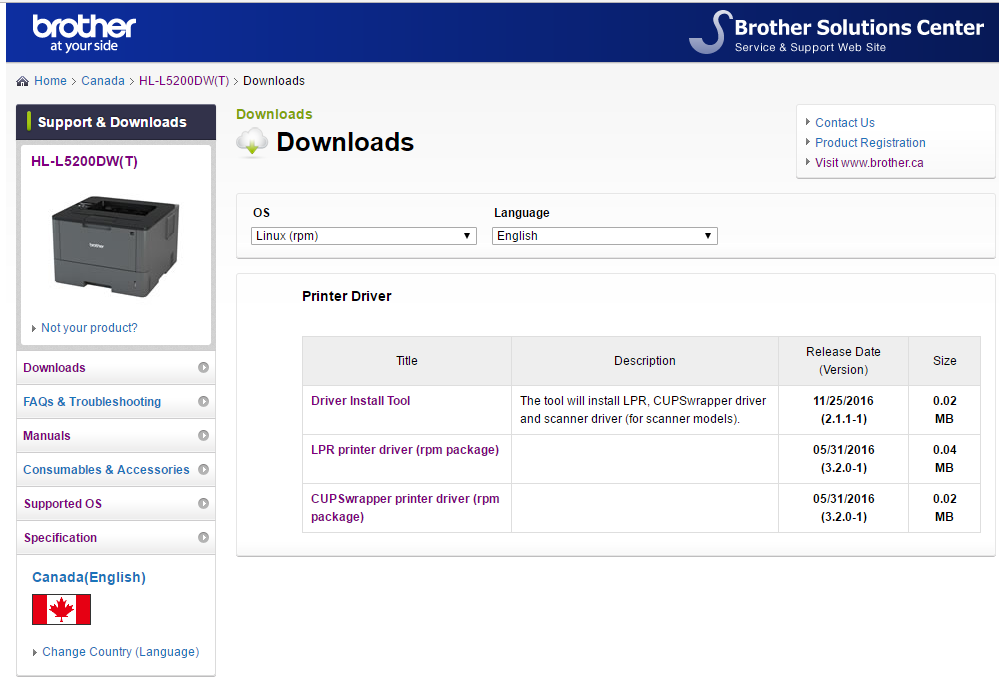 brother
at your side
Brother Solutions Center
Service & Support Web Site
Home > Canada > HL-L5200DW(T) > Downloads
Support & Downloads
HL-L5200DW(T)
brother
Not your product?
Downloads
FAQs & Troubleshooting
Manuals
Consumables & Accessories
Supported OS
Specification
Canada(English)
Change Country (Language)
Downloads
Downloads
Contact Us
Product Registration
Visit www.brother.ca
OS
Linux (rpm)
Language
English
Printer Driver
Title
Description
Release Date
(Version)
Size
Driver Install Tool
The tool will install LPR, CUPSwrapper driver
and scanner driver (for scanner models).
11/25/2016
(2.1.1-1)
0.02
MB
LPR printer driver (rpm package)
05/31/2016
(3.2.0-1)
0.04
MB
CUPSwrapper printer driver (rpm
package)
05/31/2016
(3.2.0-1)
0.02
MB